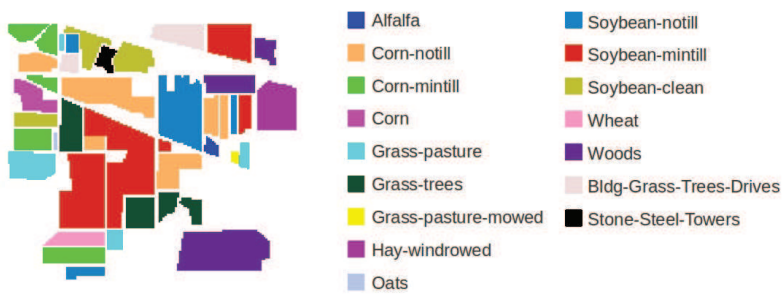 Alfalfa
Corn-notill
Corn-mintill
Corn
Grass-pasture
Grass-trees
Grass-pasture-mowed
Hay-windrowed
Oats
Soybean-notill
Soybean-mintill
Soybean-clean
Wheat
Woods
Bldg-Grass-Trees-Drives
Stone-Steel-Towers